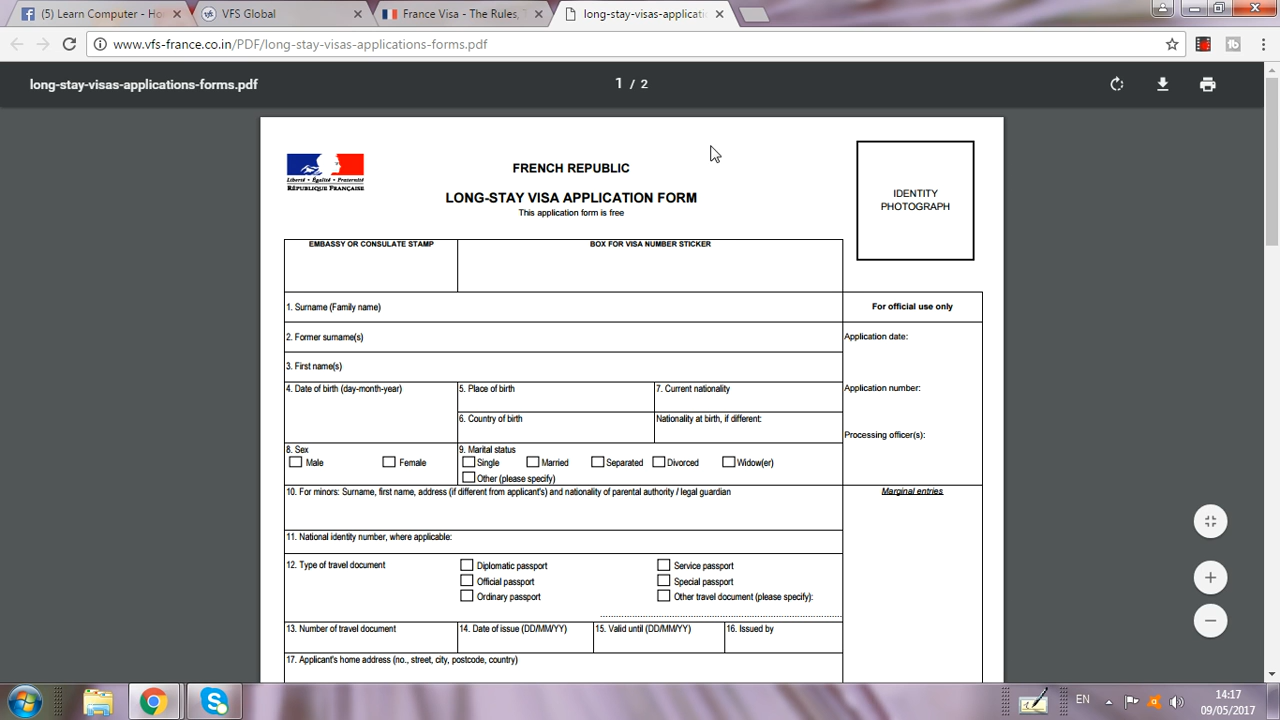 (5) Learn Computer - Ho
VFS Global
France Visa - The Rules,
long-stay-visas-applicati
www.vfs-france.co.in/PDF/long-stay-visas-applications-forms.pdf
long-stay-visas-applications-forms.pdf
1 / 2
Liberté • Égalité • Fraternité
RÉPUBLIQUE FRANÇAISE
FRENCH REPUBLIC
LONG-STAY VISA APPLICATION FORM
This application form is free
IDENTITY
PHOTOGRAPH
EMBASSY OR CONSULATE STAMP
BOX FOR VISA NUMBER STICKER
1. Surname (Family name)
For official use only
2. Former surname(s)
Application date:
3. First name(s)
4. Date of birth (day-month-year)
5. Place of birth
7. Current nationality
Application number:
6. Country of birth
Nationality at birth, if different:
Processing officer(s):
8. Sex
Male
Female
9. Marital status
Single
Married
Separated
Divorced
Widow(er)
Other (please specify)
10. For minors: Surname, first name, address (if different from applicant's) and nationality of parental authority / legal guardian
Marginal entries
11. National identity number, where applicable:
12. Type of travel document
Diplomatic passport
Service passport
Official passport
Special passport
Ordinary passport
Other travel document (please specify):
13. Number of travel document
14. Date of issue (DD/MM/YY)
15. Valid until (DD/MM/YY)
16. Issued by
17. Applicant's home address (no., street, city, postcode, country)
EN
14:17
09/05/2017